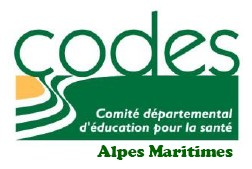 codes
Comité départemental
d'éducation pour la santé
Alpes Maritimes